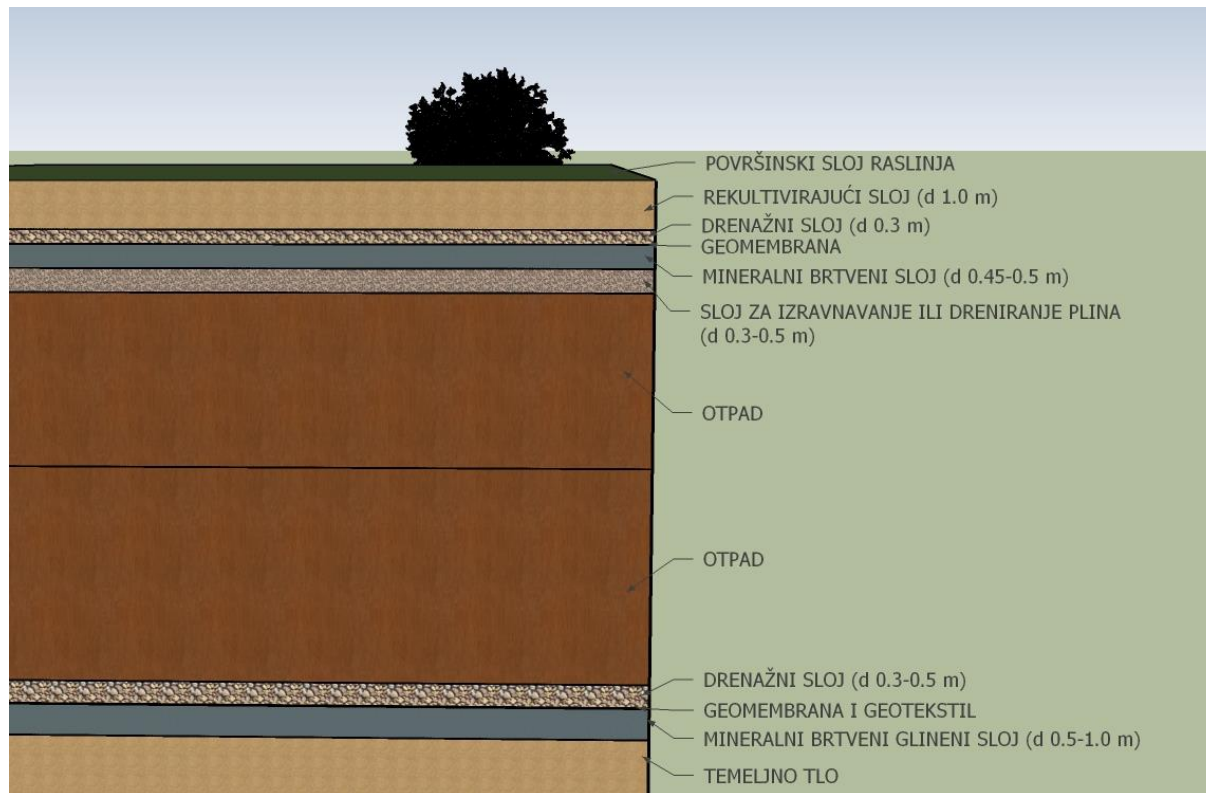 POVRŠINSKI SLOJ RASLINJA
REKULTIVIRAJUĆI SLOJ (d 1.0 m)
DRENAŽNI SLOJ (d 0.3 m)
GEOMEMBRANA
MINERALNI BRTVENI SLOJ (d 0.45-0.5 m)
SLOJ ZA IZRAVNAVANJE ILI DRENIRANJE PLINA
(d 0.3-0.5 m)
OTPAD
OTPAD
DRENAŽNI SLOJ (d 0.3-0.5 m)
GEOMEMBRANA I GEOTEKSTIL
MINERALNI BRTVENI GLINENI SLOJ (d 0.5-1.0 m)
TEMELJNO TLO